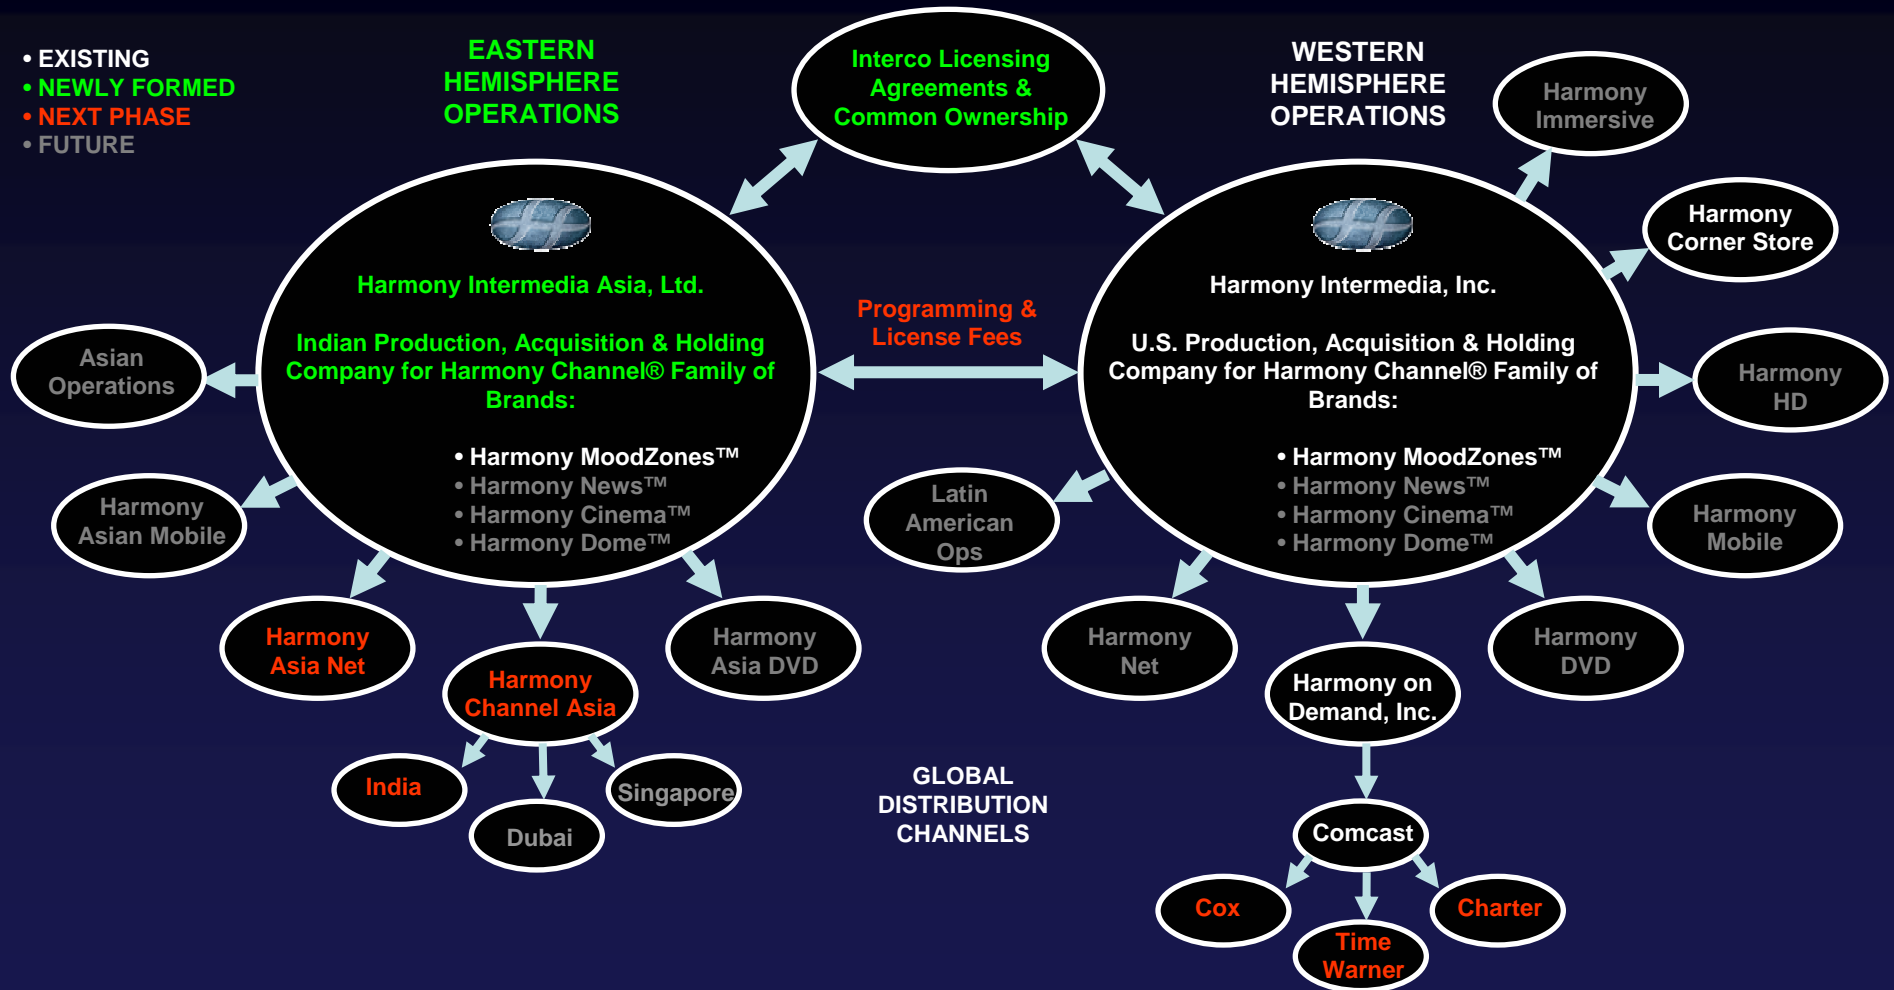 • EXISTING
• NEWLY FORMED
• NEXT PHASE
• FUTURE
EASTERN
HEMISPHERE
OPERATIONS
Interco Licensing
Agreements &
Common Ownership
WESTERN
HEMISPHERE
OPERATIONS
Harmony
Immersive
Harmony
Corner Store
Harmony Intermedia Asia, Ltd.
Indian Production, Acquisition & Holding
Company for Harmony Channel® Family of
Brands:
• Harmony MoodZones™
• Harmony News™
• Harmony Cinema™
• Harmony Dome™
Programming &
License Fees
Harmony Intermedia, Inc.
U.S. Production, Acquisition & Holding
Company for Harmony Channel® Family of
Brands:
• Harmony MoodZones™
• Harmony News™
• Harmony Cinema™
• Harmony Dome™
Asian
Operations
Harmony
HD
Harmony
Asian Mobile
Latin
American
Ops
Harmony
Mobile
Harmony
Asia Net
Harmony
Channel Asia
Harmony
Asia DVD
Harmony
Net
Harmony on
Demand, Inc.
Harmony
DVD
India
Dubai
Singapore
GLOBAL
DISTRIBUTION
CHANNELS
Comcast
Cox
Time
Warner
Charter